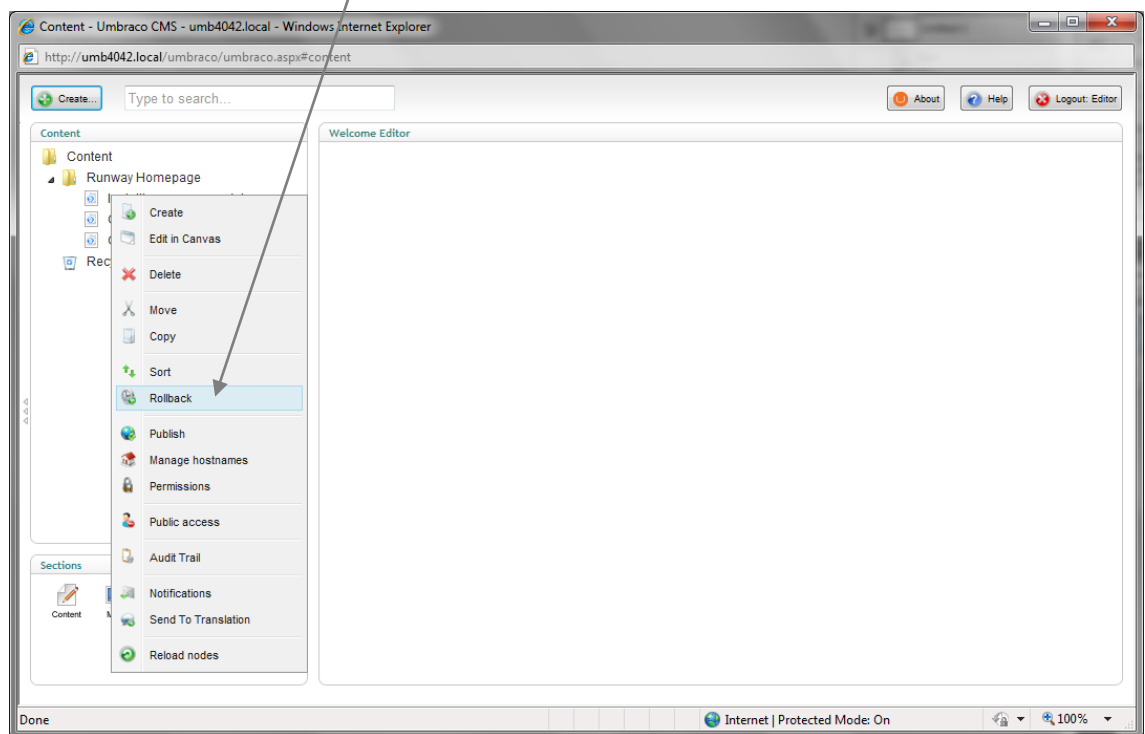 Content - Umbraco CMS - umb4042.local - Windows Internet Explorer
http://umb4042.local/umbraco/umbraco.aspx#content
Create...
Type to search...
About
Help
Logout: Editor
Content
Welcome Editor
Content
Runway Homepage
Rec
Create
Edit in Canvas
Delete
Move
Copy
Sort
Rollback
Publish
Manage hostnames
Permissions
Public access
Audit Trail
Notifications
Send To Translation
Reload nodes
Sections
Content
Done
Internet | Protected Mode: On
100%